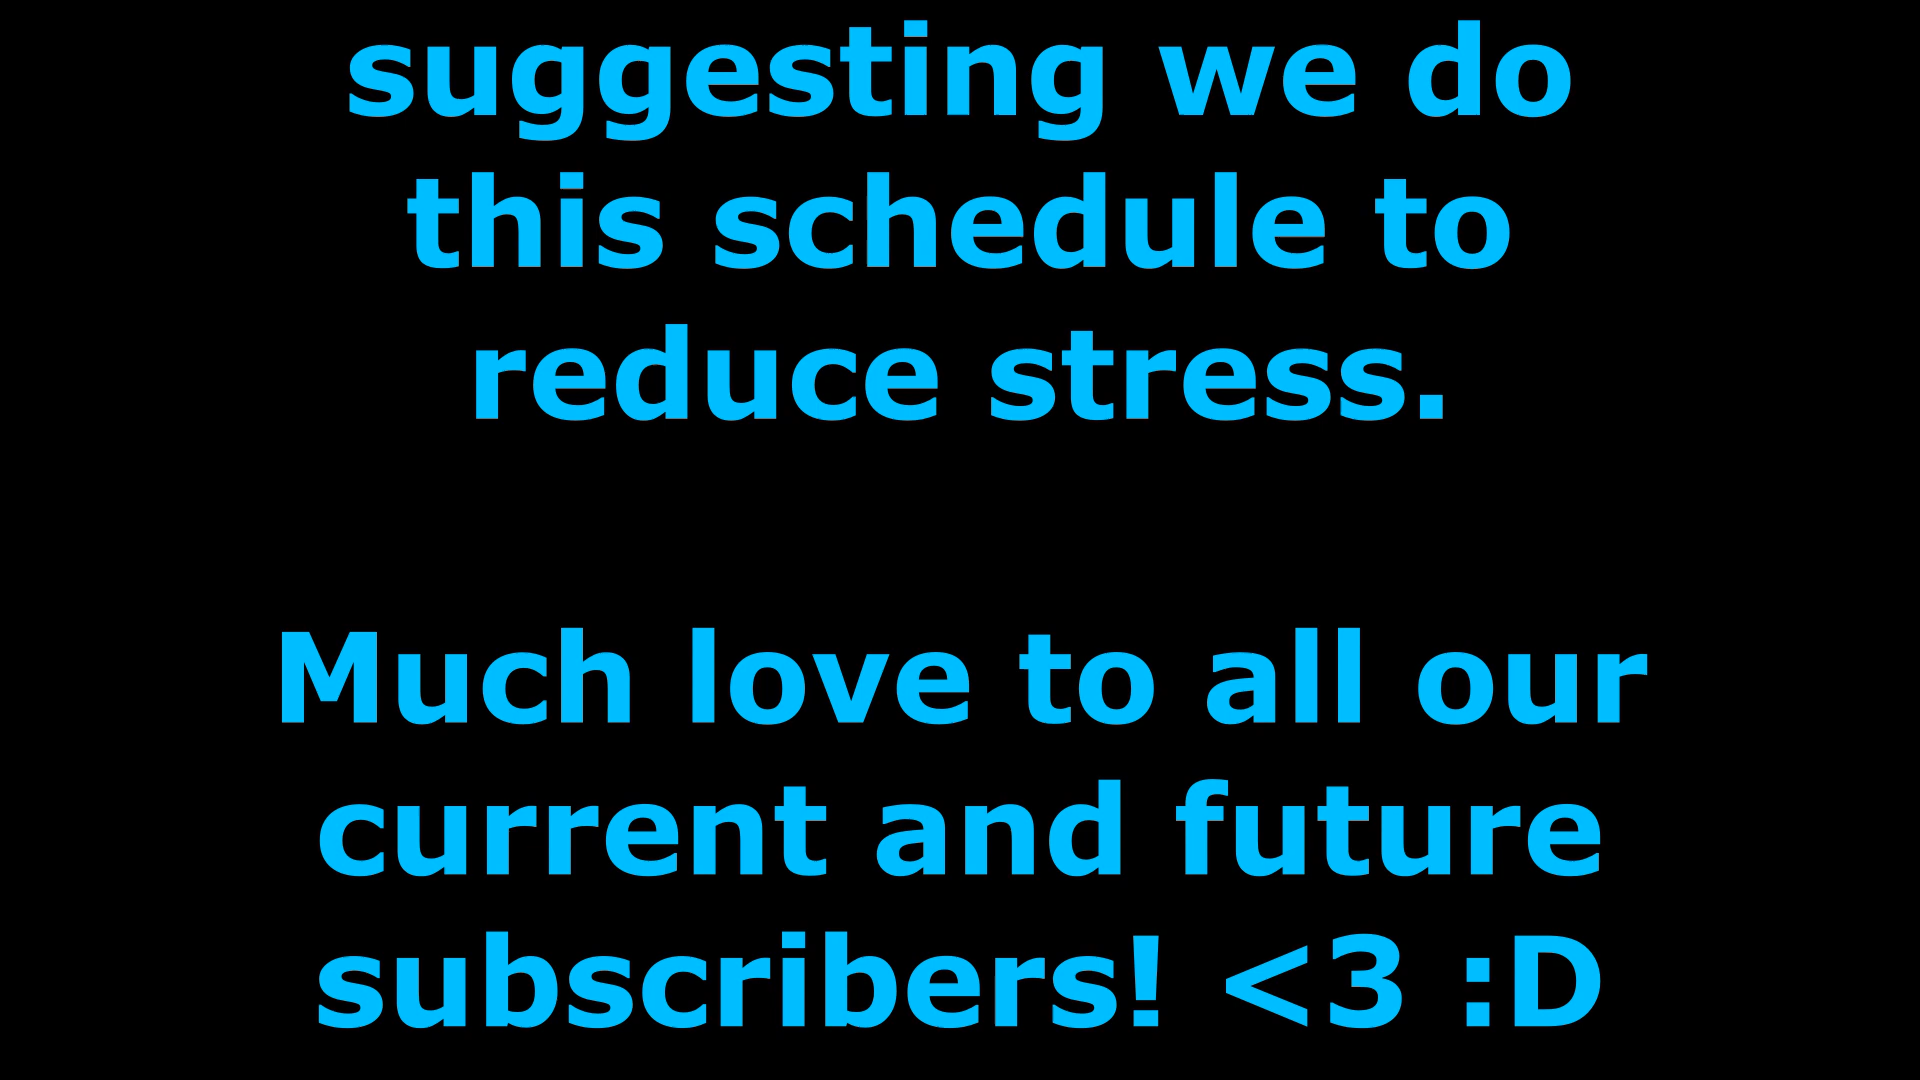 suggesting we do
this schedule to
reduce stress.
Much love to all our
current and future
subscribers! <3 :D